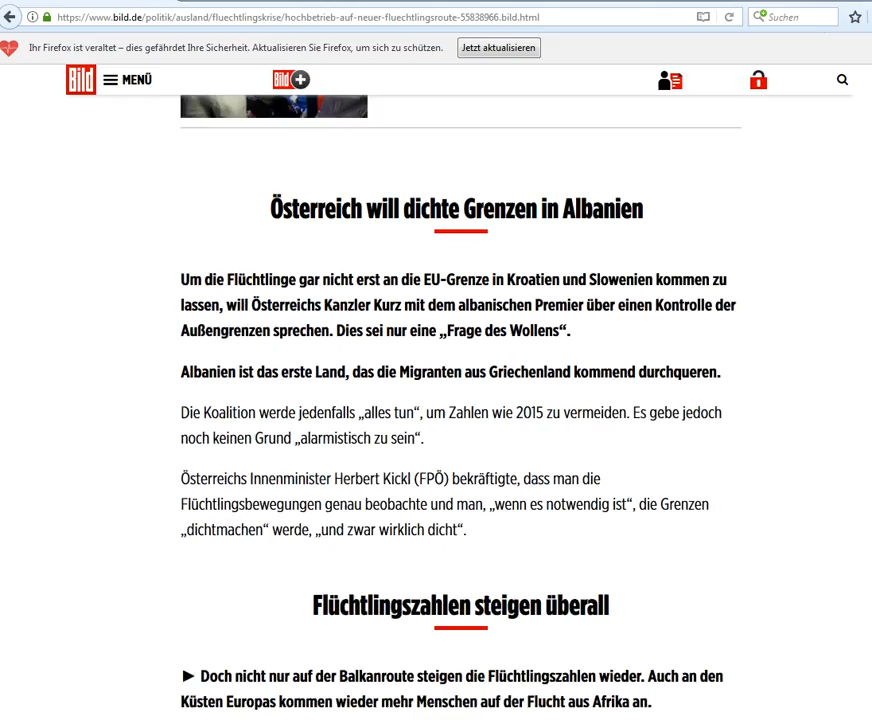 https://www.bild.de/politik/ausland/fluechtlingskrise/hochbetrieb-auf-neuer-fluechtlingsroute-55838966.bild.html
Suchen
Ihr Firefox ist veraltet – dies gefährdet Ihre Sicherheit. Aktualisieren Sie Firefox, um sich zu schützen.
Jetzt aktualisieren
Bild
MENÜ
Bild
Österreich will dichte Grenzen in Albanien
Um die Flüchtlinge gar nicht erst an die EU-Grenze in Kroatien und Slowenien kommen zu
lassen, will Österreichs Kanzler Kurz mit dem albanischen Premier über einen Kontrolle der
Außengrenzen sprechen. Dies sei nur eine „Frage des Wollens“.
Albanien ist das erste Land, das die Migranten aus Griechenland kommend durchqueren.
Die Koalition werde jedenfalls „alles tun“, um Zahlen wie 2015 zu vermeiden. Es gebe jedoch
noch keinen Grund „alarmistisch zu sein“.
Österreichs Innenminister Herbert Kickl (FPÖ) bekräftigte, dass man die
Flüchtlingsbewegungen genau beobachte und man, „wenn es notwendig ist“, die Grenzen
„dichtmachen“ werde, „und zwar wirklich dicht“.
Flüchtlingszahlen steigen überall
► Doch nicht nur auf der Balkanroute steigen die Flüchtlingszahlen wieder. Auch an den
Küsten Europas kommen wieder mehr Menschen auf der Flucht aus Afrika an.